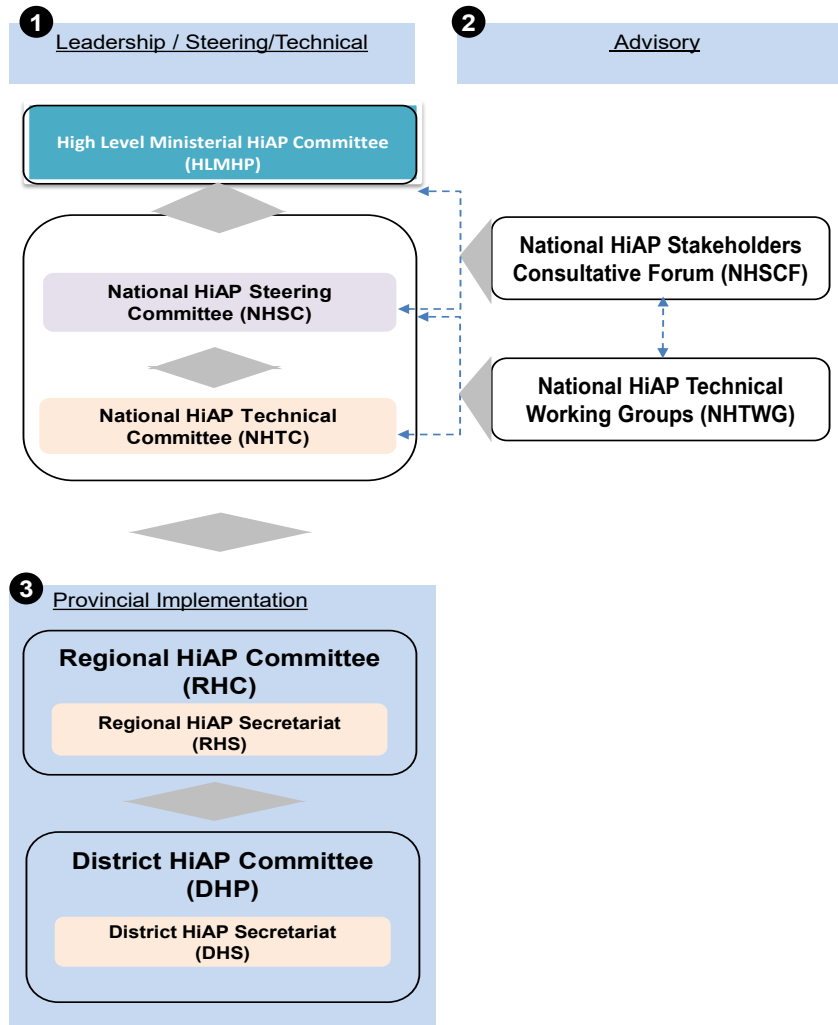 1
Leadership / Steering/Technical
High Level Ministerial HiAP Committee
(HLMHP)
National HiAP Steering
Committee (NHSC)
National HiAP Technical
Committee (NHTC)
2
Advisory
National HiAP Stakeholders
Consultative Forum (NHSCF)
National HiAP Technical
Working Groups (NHTWG)
3
Provincial Implementation
Regional HiAP Committee
(RHC)
Regional HiAP Secretariat
(RHS)
District HiAP Committee
(DHP)
District HiAP Secretariat
(DHS)